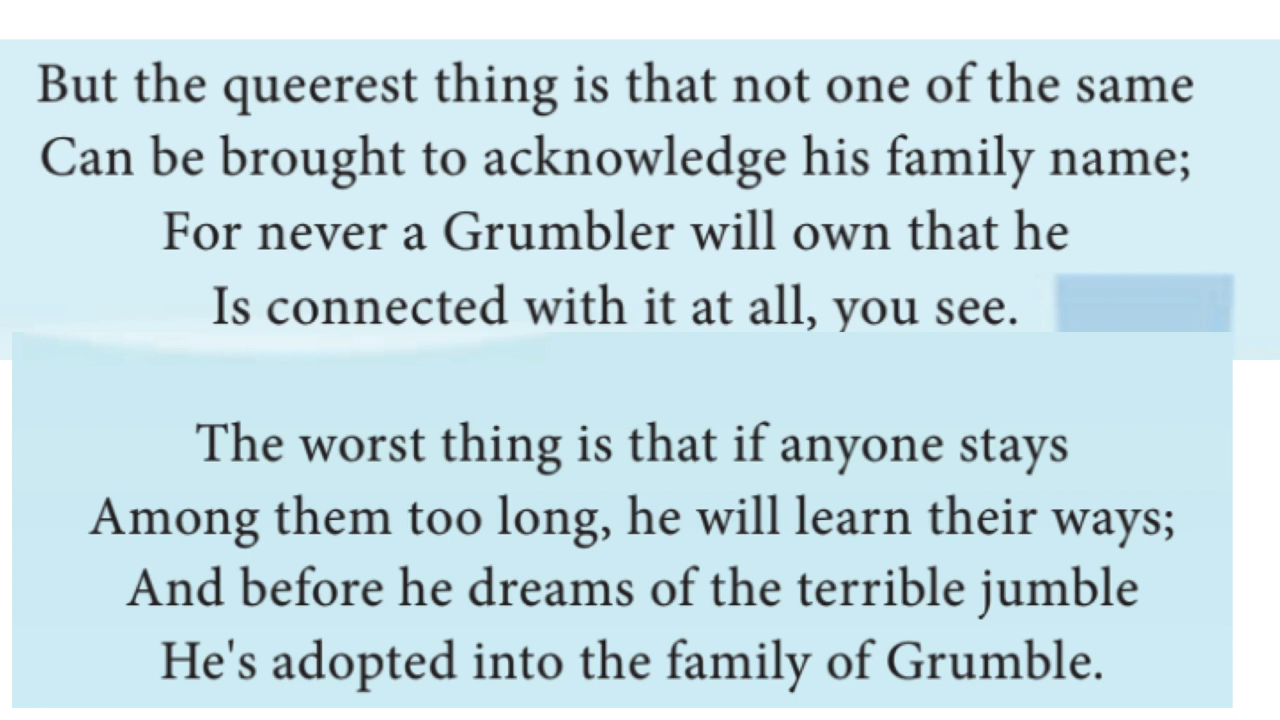 But the queerest thing is that not one of the same
Can be brought to acknowledge his family name;
For never a Grumbler will own that he
Is connected with it at all, you see.
The worst thing is that if anyone stays
Among them too long, he will learn their ways;
And before he dreams of the terrible jumble
He's adopted into the family of Grumble.